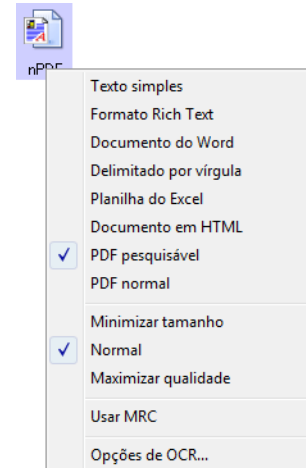 nPDF
Texto simples
Formato Rich Text
Documento do Word
Delimitado por vírgula
Planilha do Excel
Documento em HTML
PDF pesquisável
PDF normal
Minimizar tamanho
Normal
Maximizar qualidade
Usar MRC
Opções de OCR...